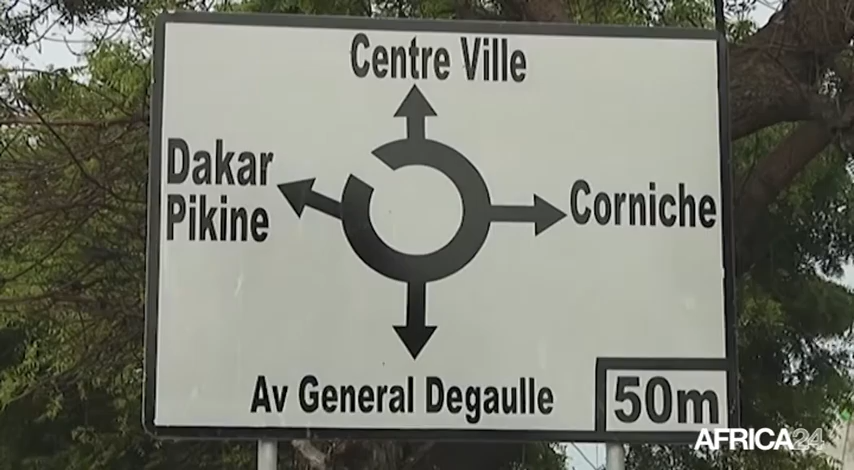 Centre Ville
Dakar
Pikine
Corniche
Av General Degaulle
50m
AFRICA24